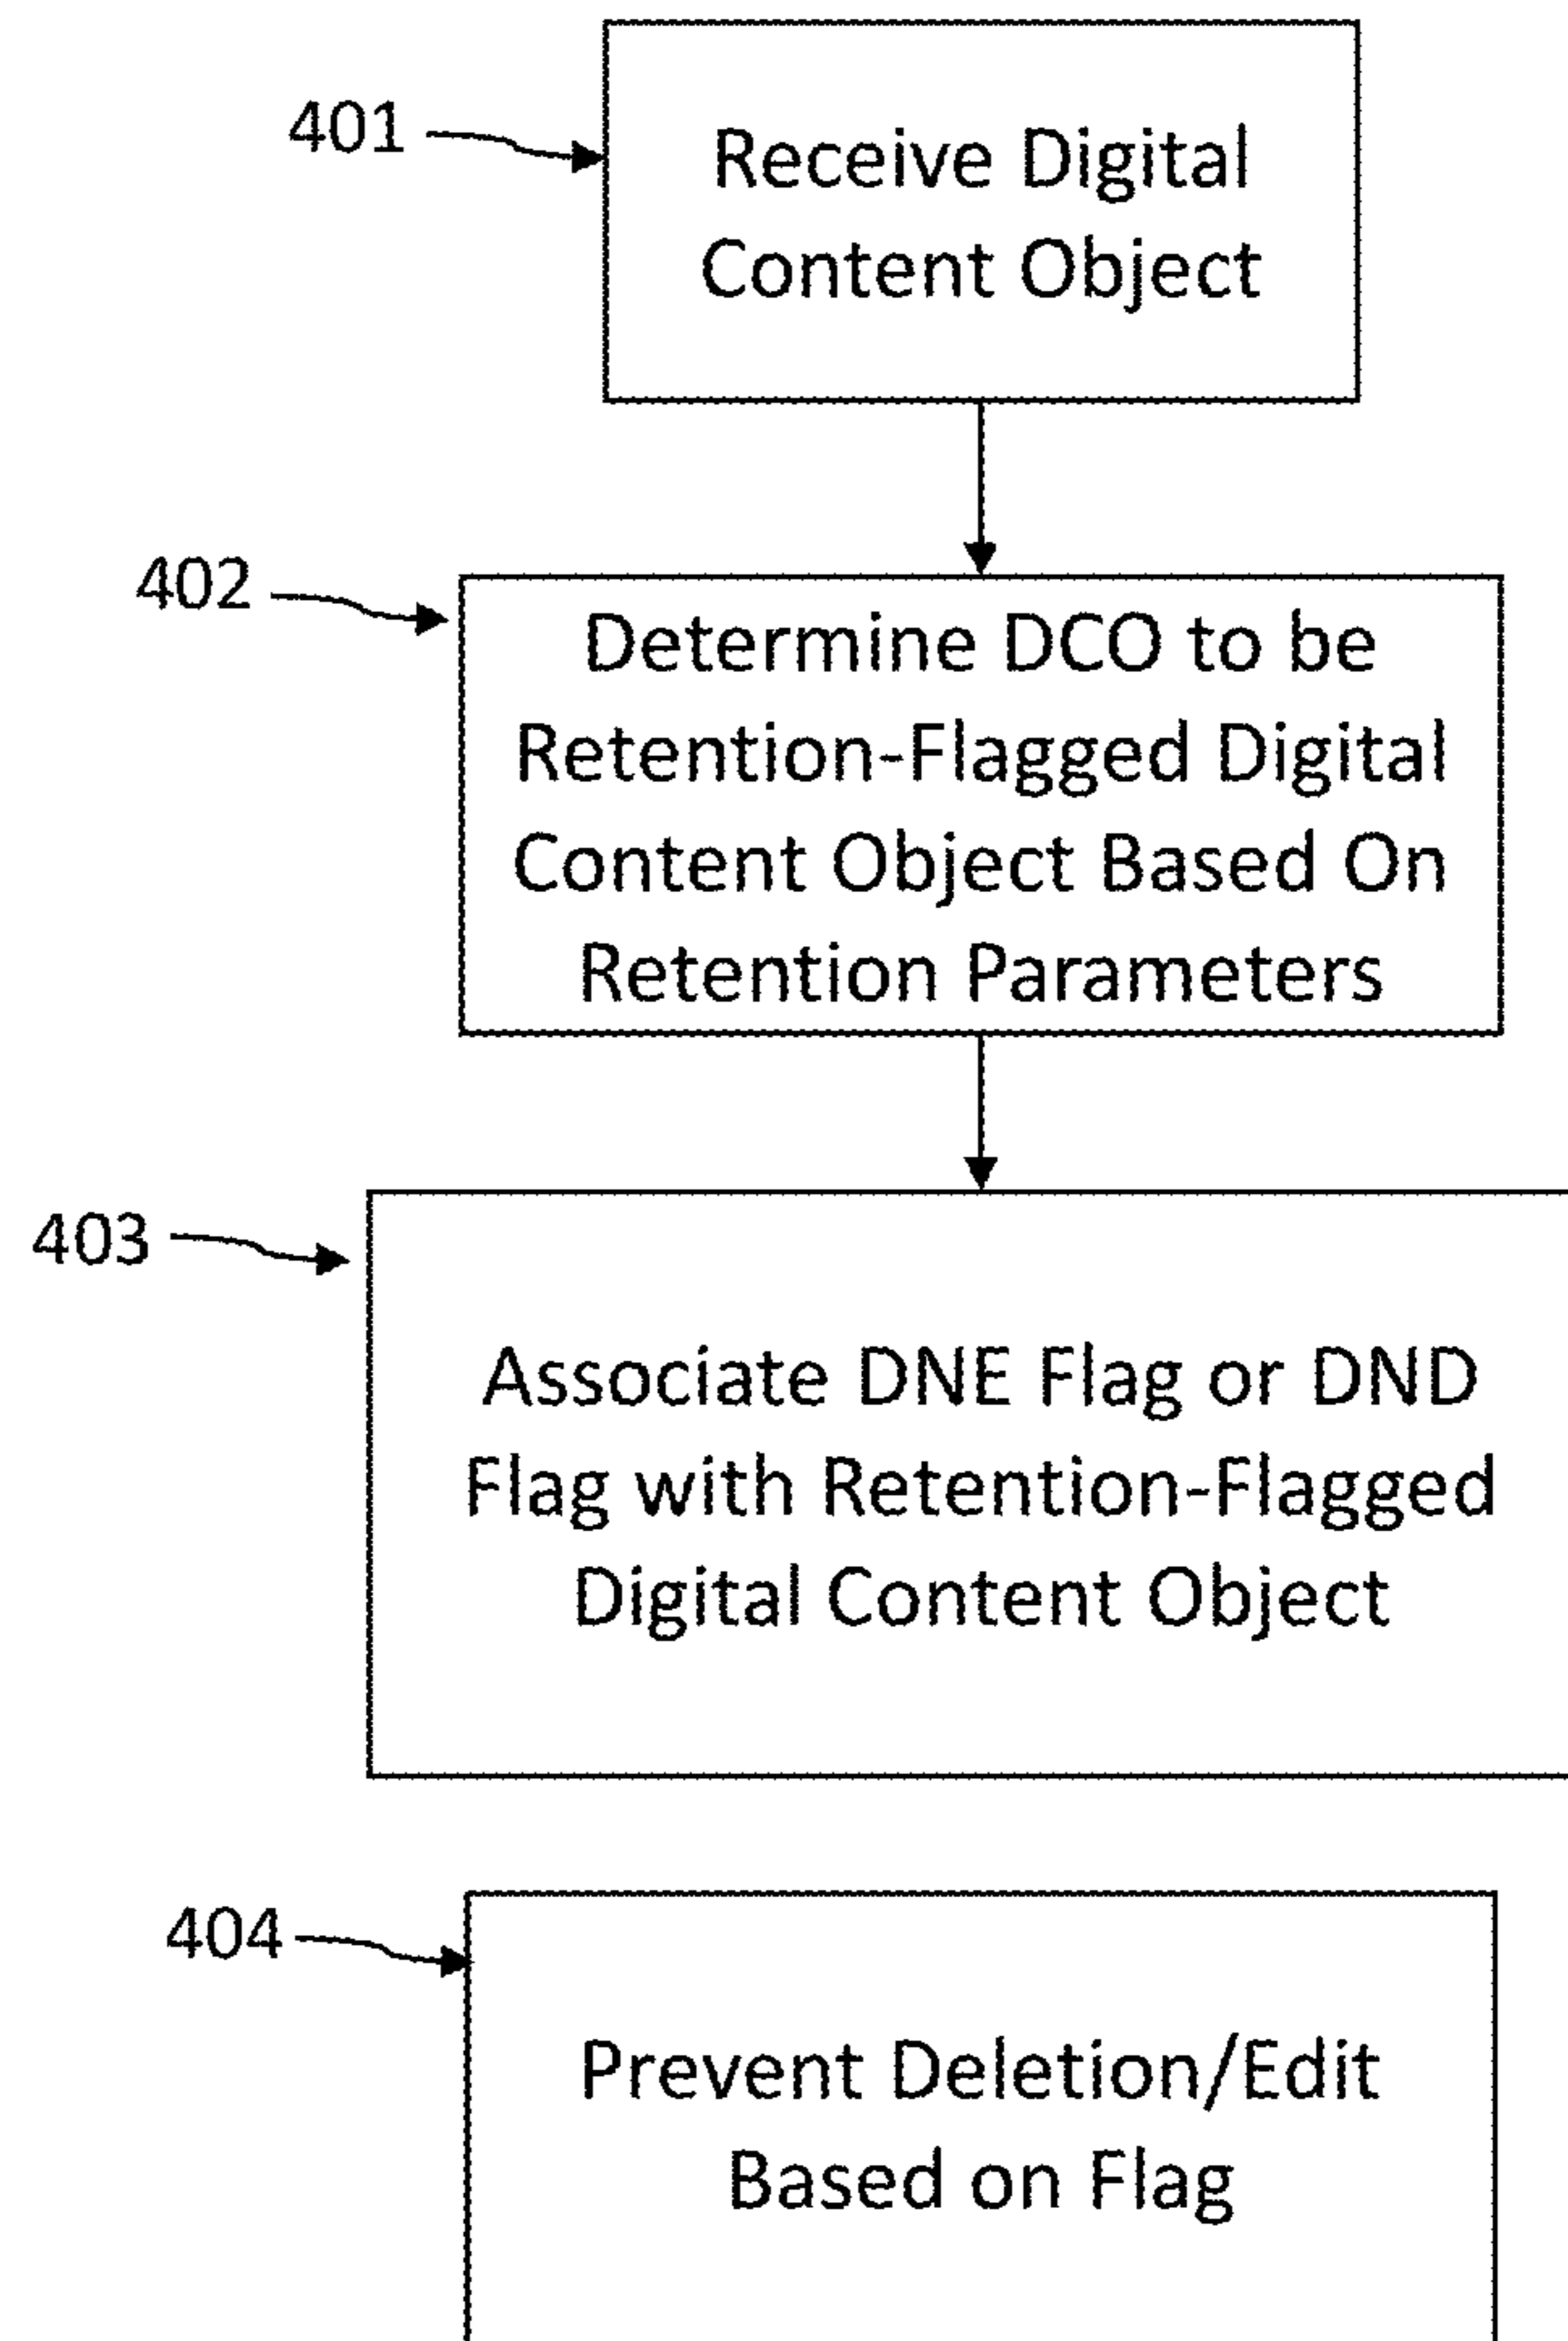 401
Receive Digital
Content Object
402
Determine DCO to be
Retention-Flagged Digital
Content Object Based On
Retention Parameters
403
Associate DNE Flag or DND
Flag with Retention-Flagged
Digital Content Object
404
Prevent Deletion/Edit
Based on Flag